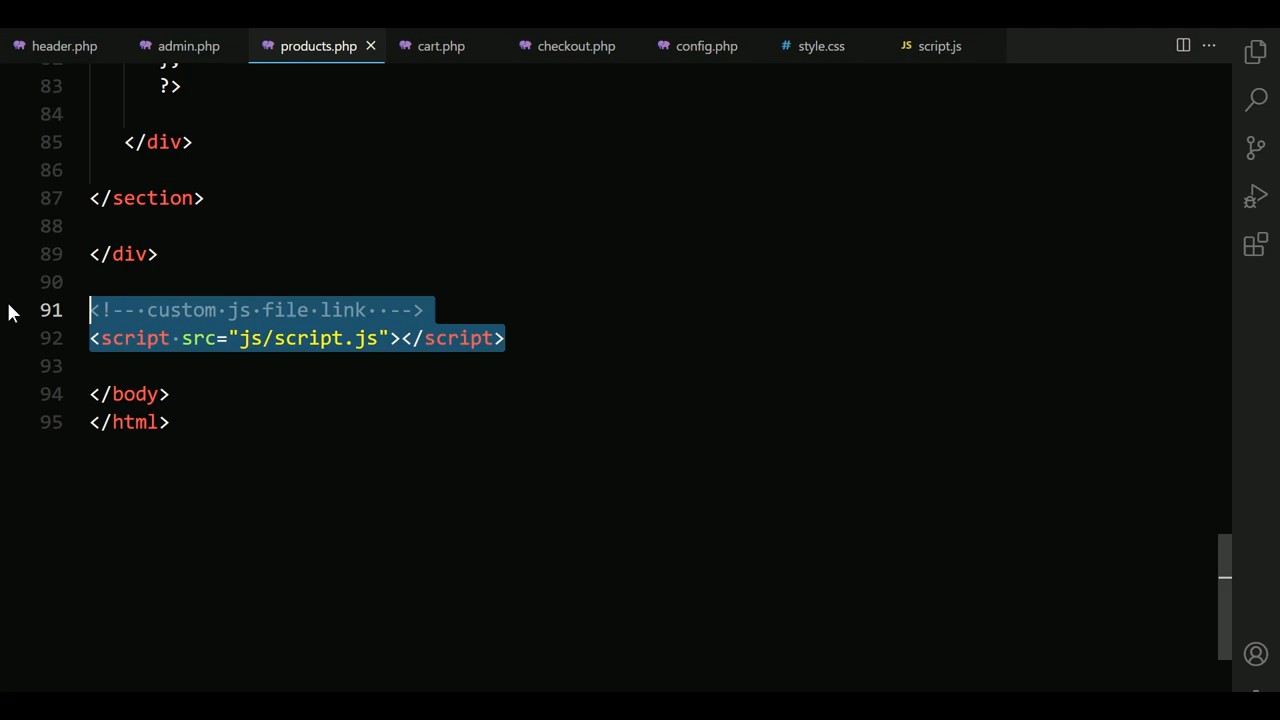 header.php admin.php products.php cart.php checkout.php config.php style.css JS script.js
83 ?>
84
85 </div>
86
87 </section>
88
89 </div>
90
91 <!-- custom js file link  -->
92 <script src="js/script.js"></script>
93
94 </body>
95 </html>